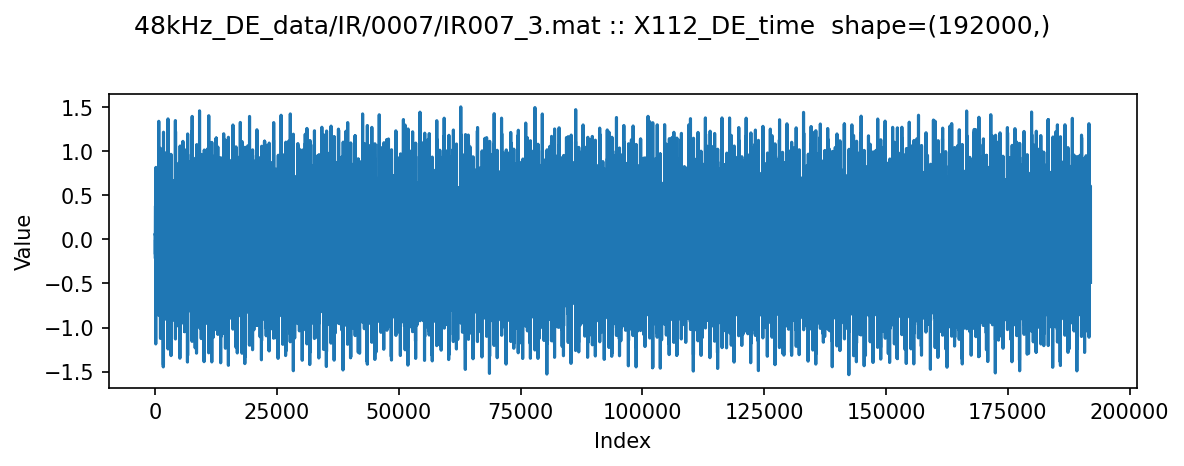 48kHz_DE_data/IR/0007/IR007_3.mat :: X112_DE_time  shape=(192000,)
1.5
1.0
0.5
0.0
−0.5
−1.0
−1.5
Value
0 25000 50000 75000 100000 125000 150000 175000 200000
Index